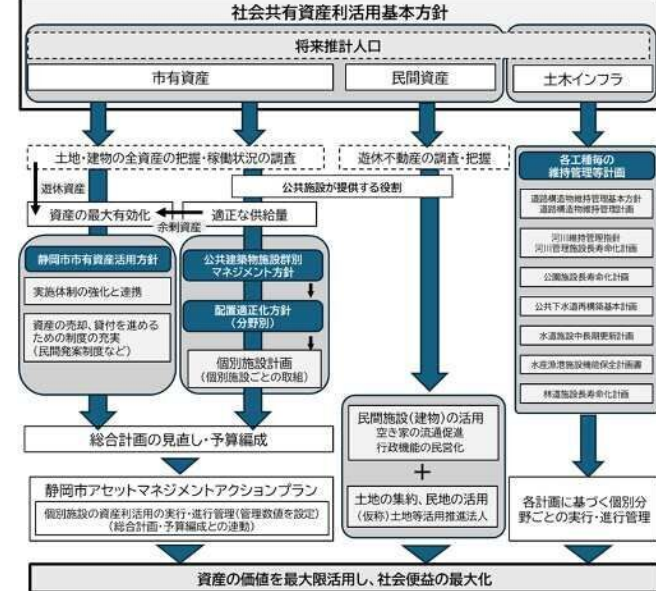 社会共有資産利活用基本方針
将来推計人口
市有資産
民間資産
土木インフラ
土地・建物の全資産の把握・稼働状況の調査
遊休不動産の調査・把握
遊休資産
公共施設が提供する役割
資産の最大有効化
余剰資産
適正な供給量
静岡市市有資産活用方針
実施体制の強化と連携
資産の売却、貸付を進める
ための制度の充実
(民間発案制度など)
公共建築物施設群別
マネジメント方針
配置適正化方針
(分野別)
個別施設計画
(個別施設ごとの取組)
各工種毎の
維持管理等計画
道路構造物維持管理基本方針
道路構造物維持管理計画
河川維持管理指針
河川管理施設長寿命化計画
公園施設長寿命化計画
公共下水道再構築基本計画
水道施設中長期更新計画
水産漁港施設機能保全計画書
林道施設長寿命化計画
総合計画の見直し・予算編成
静岡市アセットマネジメントアクションプラン
個別施設の資産利活用の実行・進行管理(管理数値を設定)
(総合計画・予算編成との連動)
民間施設(建物)の活用
空き家の流通促進
行政機能の民営化
+
土地の集約、民地の活用
(仮称)土地等活用推進法人
各計画に基づく個別分
野ごとの実行・進行管理
資産の価値を最大限活用し、社会便益の最大化